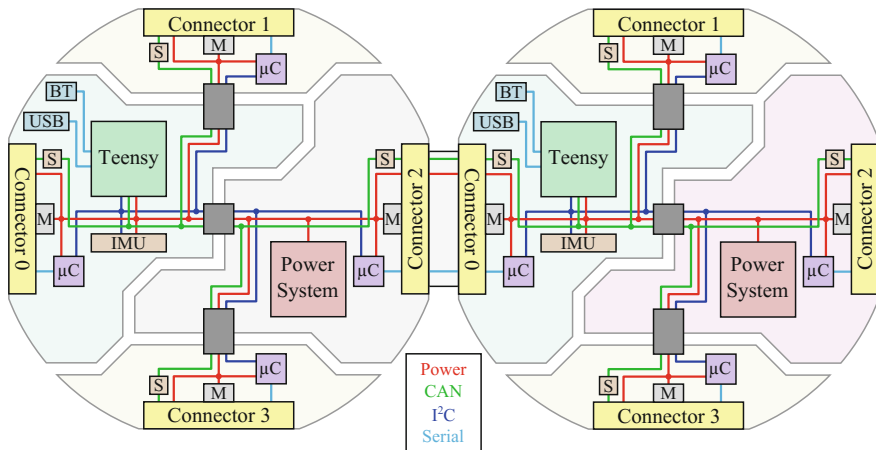 Connector 1
S
M
µC
BT
USB
Teensy
Connector 0
S
M
IMU
µC
Power
System
S
M
µC
Connector 2
S
M
µC
Connector 3
Connector 1
S
M
µC
BT
USB
Teensy
Connector 0
S
M
IMU
µC
Power
System
S
M
µC
Connector 2
S
M
µC
Connector 3
Power
CAN
I²C
Serial